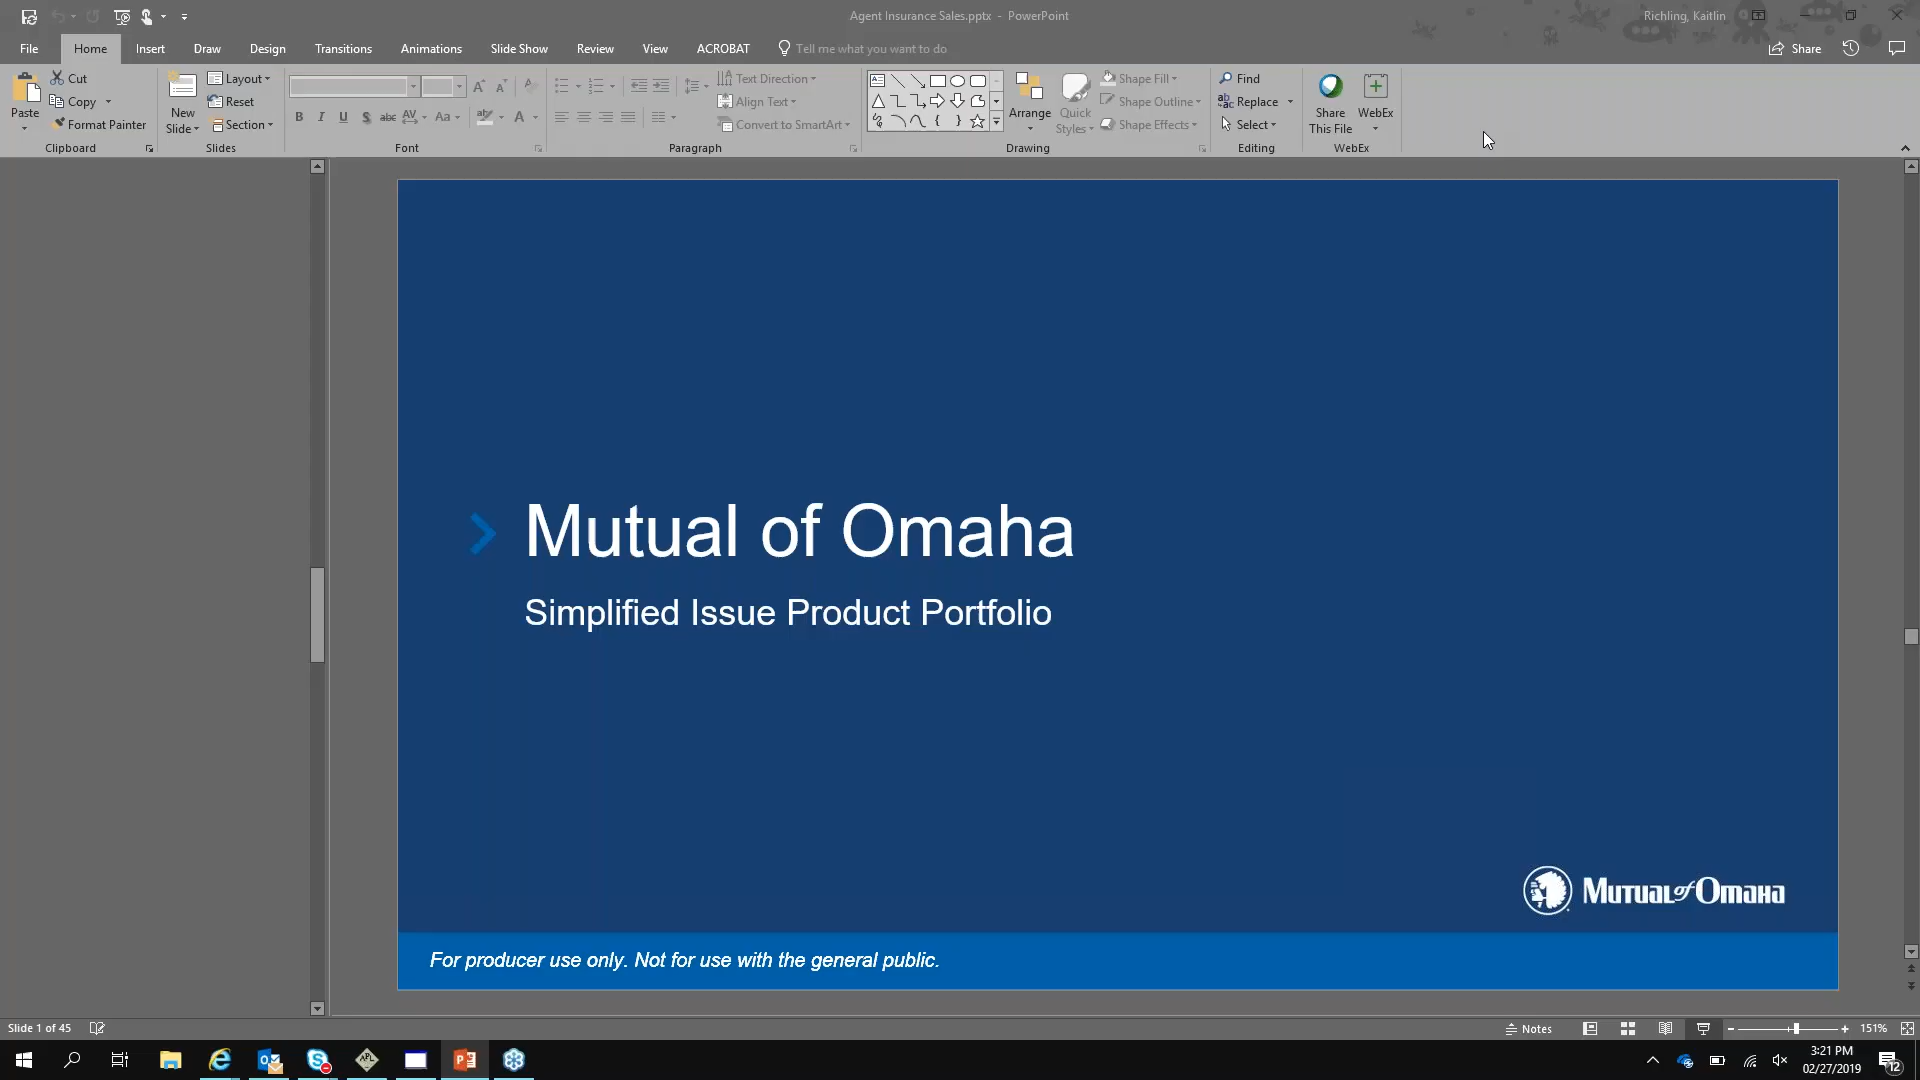 Agent Insurance Sales.pptx - PowerPoint
Richling, Kaitlin
File Home Insert Draw Design Transitions Animations Slide Show Review View ACROBAT Tell me what you want to do
Share
Paste
Cut
Copy
Format Painter
Clipboard
New
Slide
Layout
Reset
Section
Slides
B I U S abc AV Aa A
Font
Text Direction
Align Text
Convert to SmartArt
Paragraph
Arrange
Quick
Styles
Shape Fill
Shape Outline
Shape Effects
Drawing
Find
Replace
Select
Editing
Share
This File
WebEx
WebEx
Mutual of Omaha
Simplified Issue Product Portfolio
Mutual of Omaha
For producer use only. Not for use with the general public.
Slide 1 of 45
Notes
151%
3:21 PM
02/27/2019
12